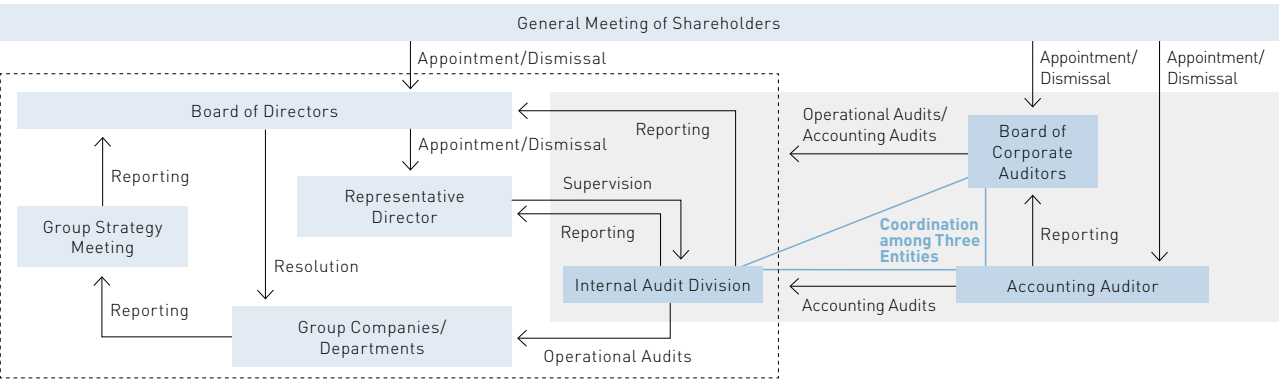 General Meeting of Shareholders
Appointment/Dismissal
Appointment/
Dismissal
Appointment/
Dismissal
Board of Directors
Reporting
Operational Audits/
Accounting Audits
Board of
Corporate
Auditors
Appointment/Dismissal
Reporting
Representative
Director
Supervision
Group Strategy
Meeting
Reporting
Coordination
among Three
Entities
Reporting
Resolution
Internal Audit Division
Accounting Auditor
Reporting
Accounting Audits
Group Companies/
Departments
Operational Audits